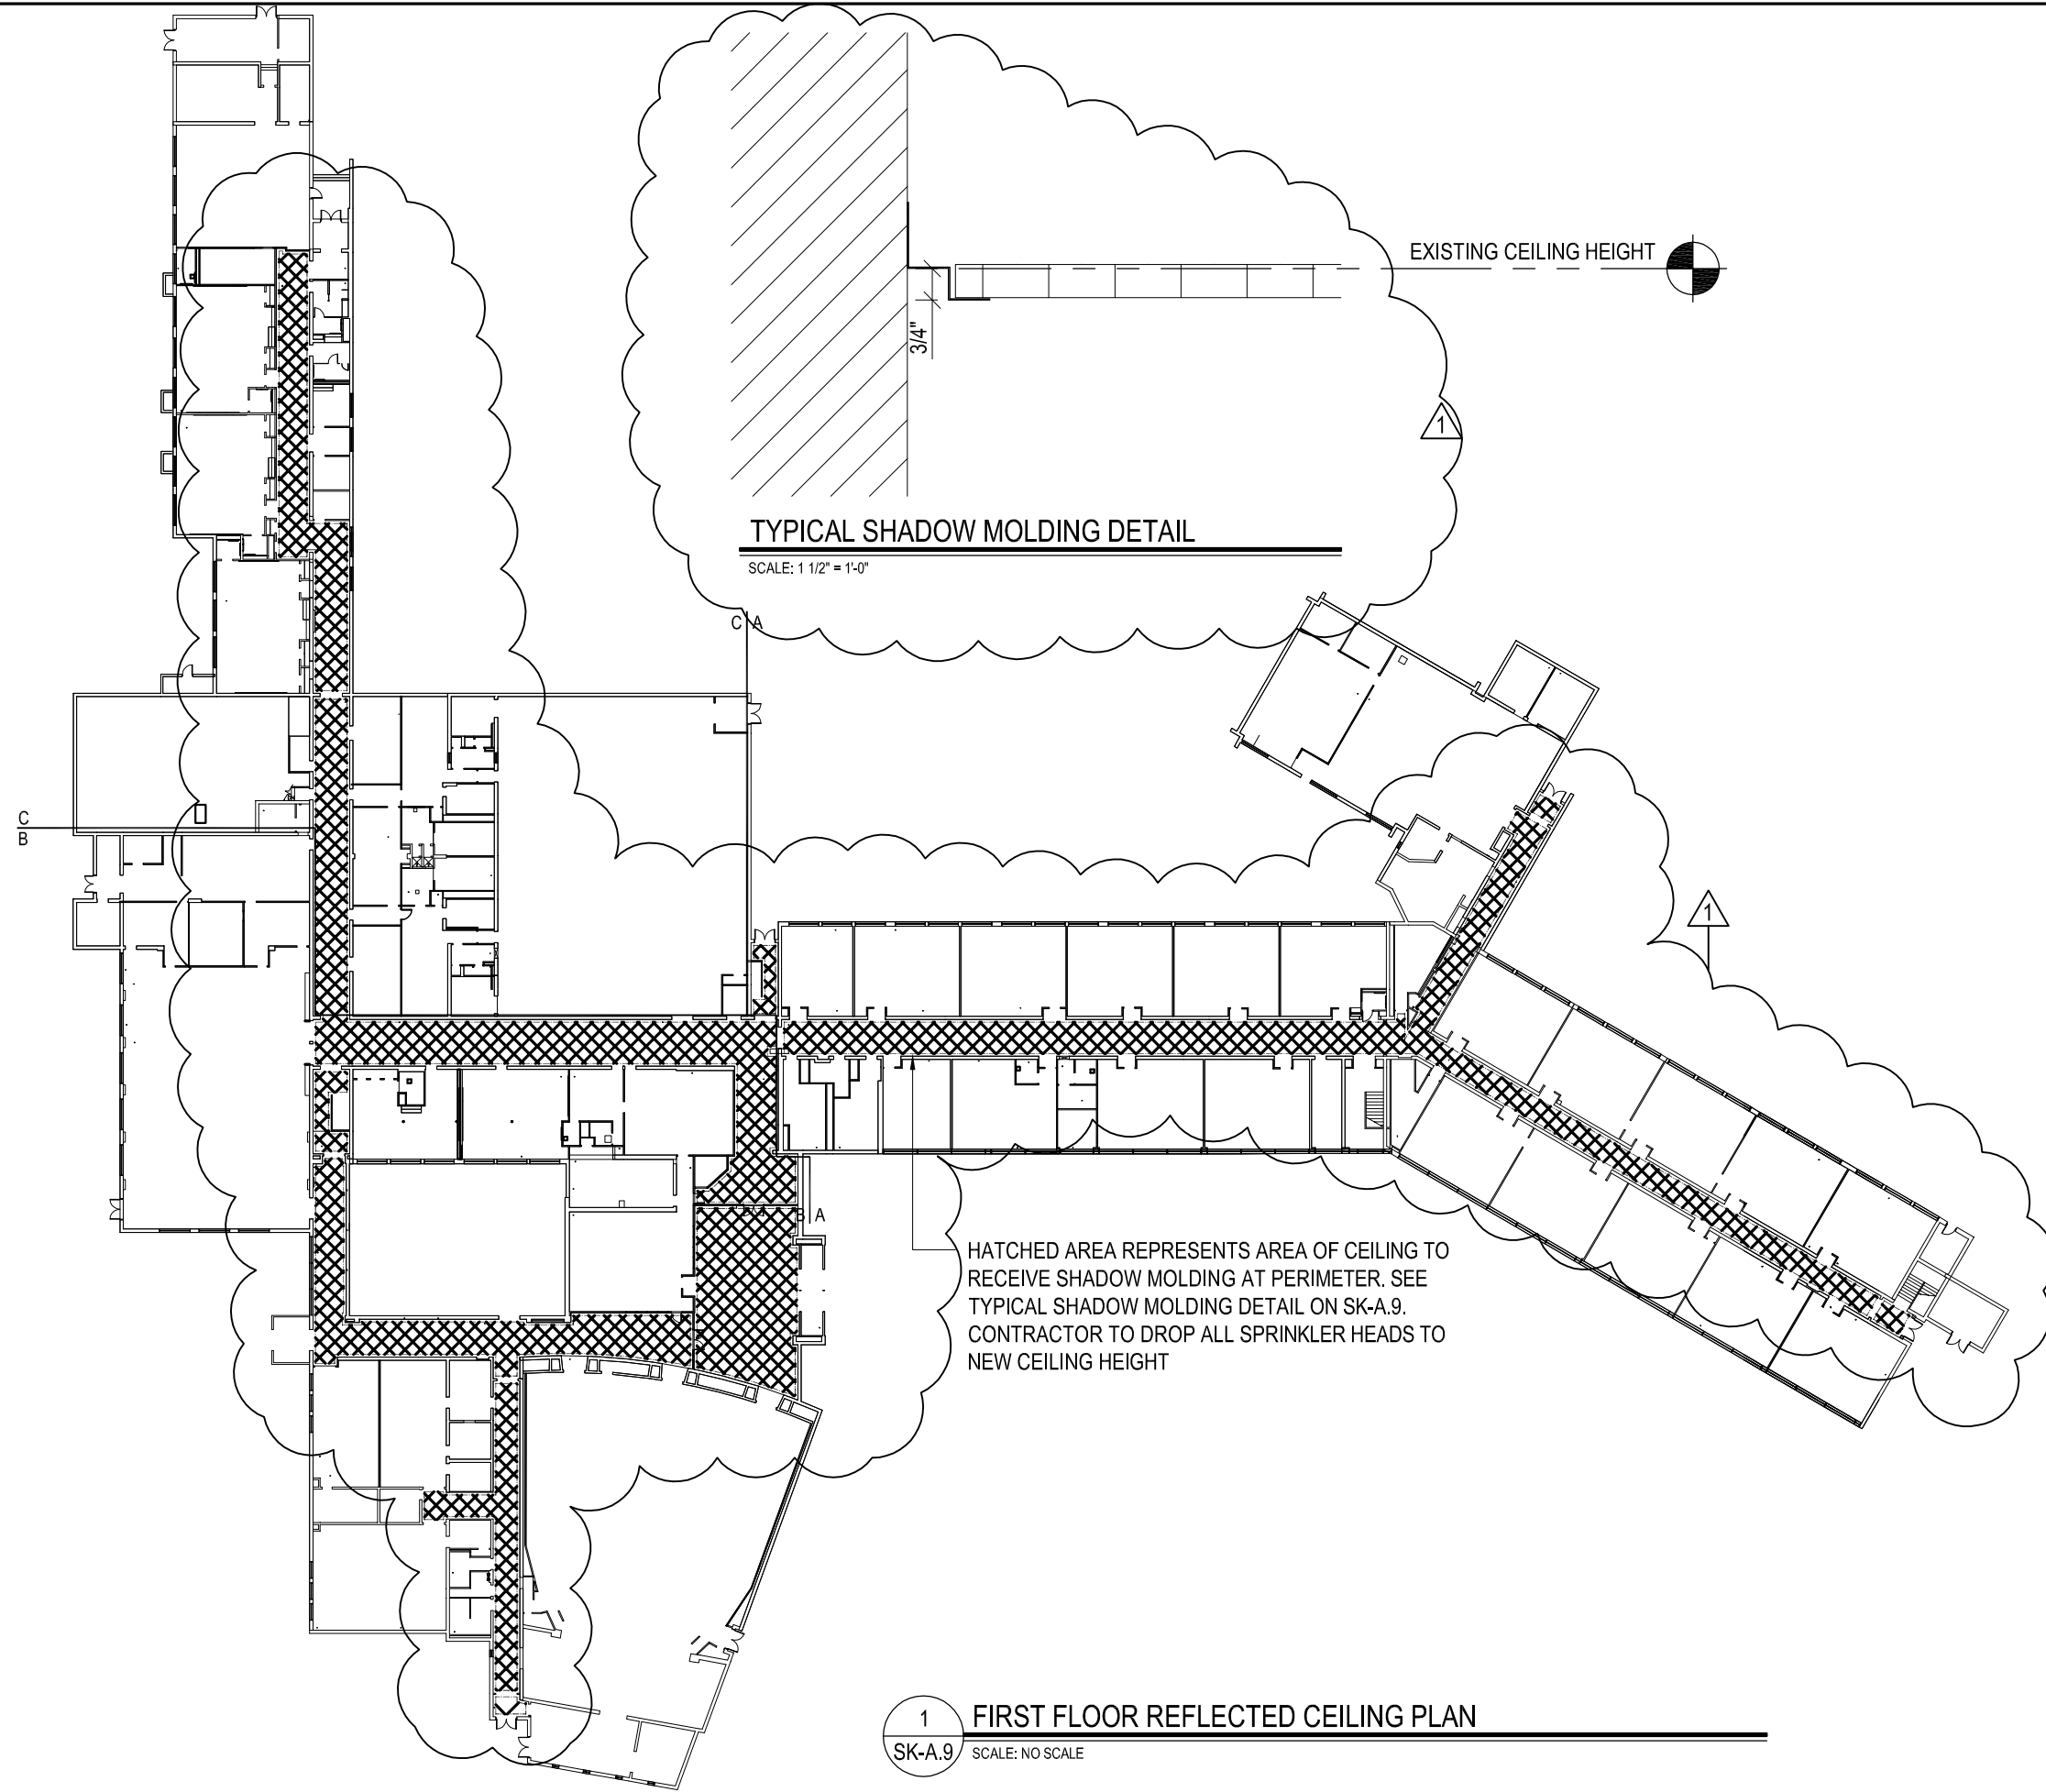 EXISTING CEILING HEIGHT
3/4"
1
TYPICAL SHADOW MOLDING DETAIL
SCALE: 1 1/2" = 1'-0"
C A
C
B
1
B A
HATCHED AREA REPRESENTS AREA OF CEILING TO
RECEIVE SHADOW MOLDING AT PERIMETER. SEE
TYPICAL SHADOW MOLDING DETAIL ON SK-A.9.
CONTRACTOR TO DROP ALL SPRINKLER HEADS TO
NEW CEILING HEIGHT
1
SK-A.9
FIRST FLOOR REFLECTED CEILING PLAN
SCALE: NO SCALE